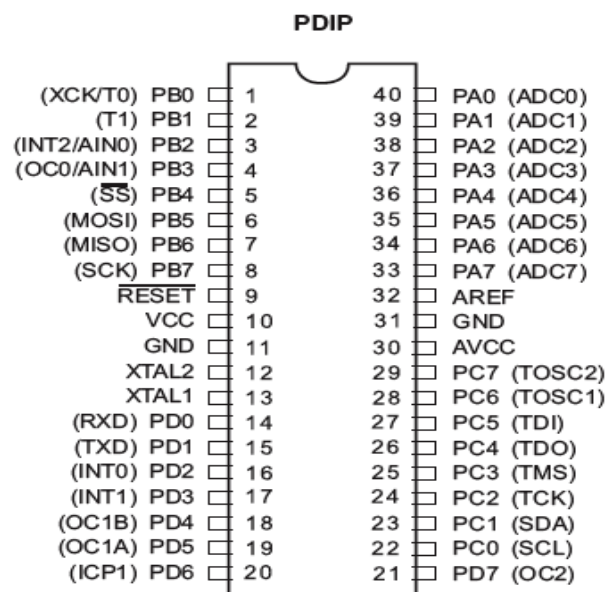 PDIP
(XCK/T0) PB0 1 40 PA0 (ADC0)
(T1) PB1 2 39 PA1 (ADC1)
(INT2/AIN0) PB2 3 38 PA2 (ADC2)
(OC0/AIN1) PB3 4 37 PA3 (ADC3)
(SS) PB4 5 36 PA4 (ADC4)
(MOSI) PB5 6 35 PA5 (ADC5)
(MISO) PB6 7 34 PA6 (ADC6)
(SCK) PB7 8 33 PA7 (ADC7)
RESET 9 32 AREF
VCC 10 31 GND
GND 11 30 AVCC
XTAL2 12 29 PC7 (TOSC2)
XTAL1 13 28 PC6 (TOSC1)
(RXD) PD0 14 27 PC5 (TDI)
(TXD) PD1 15 26 PC4 (TDO)
(INT0) PD2 16 25 PC3 (TMS)
(INT1) PD3 17 24 PC2 (TCK)
(OC1B) PD4 18 23 PC1 (SDA)
(OC1A) PD5 19 22 PC0 (SCL)
(ICP1) PD6 20 21 PD7 (OC2)